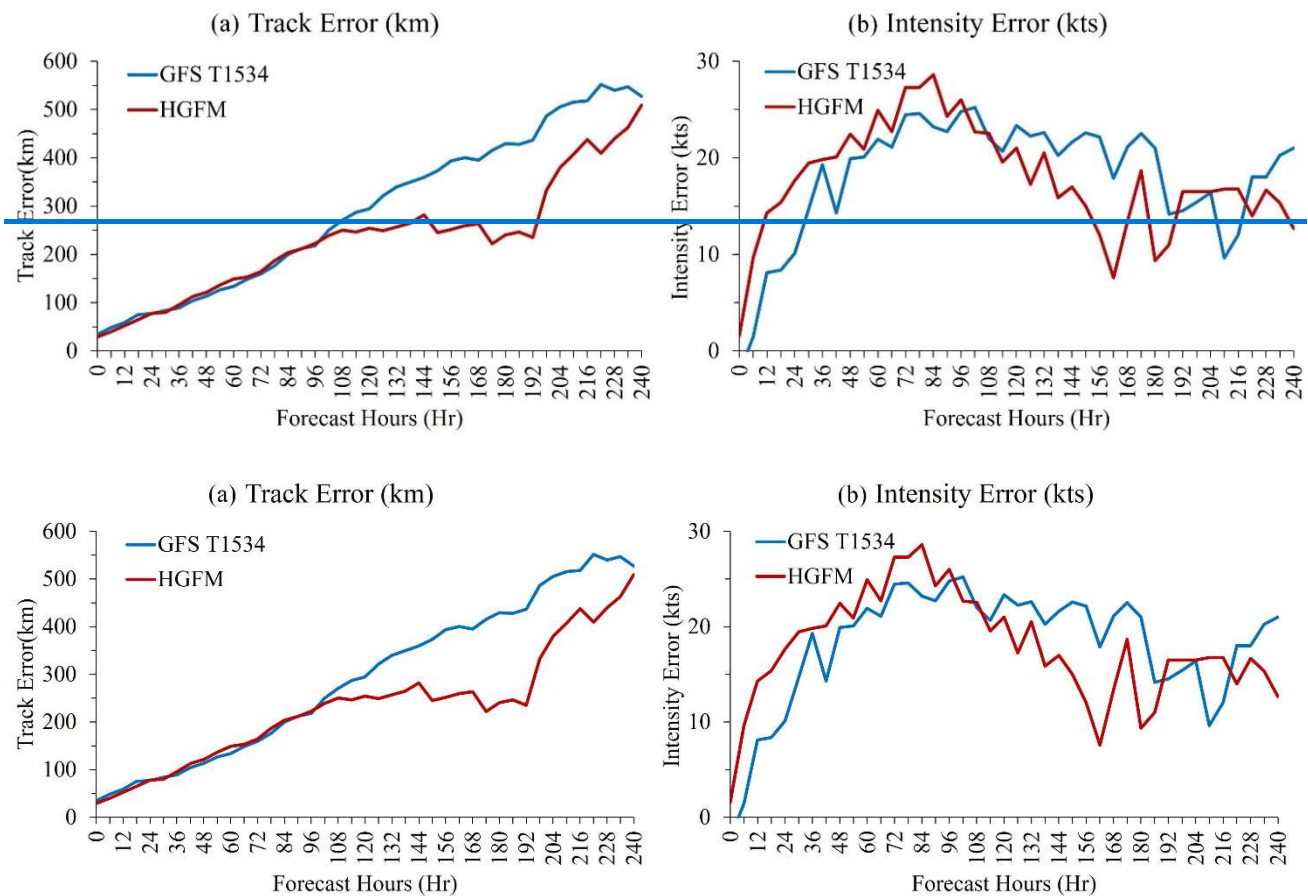 (a) Track Error (km)
600
500
400
300
200
100
0
Track Error(km)
GFS T1534
HGFM
0 12 24 36 48 60 72 84 96 108 120 132 144 156 168 180 192 204 216 228 240
Forecast Hours (Hr)
(b) Intensity Error (kts)
30
20
10
0
Intensity Error (kts)
GFS T1534
HGFM
0 12 24 36 48 60 72 84 96 108 120 132 144 156 168 180 192 204 216 228 240
Forecast Hours (Hr)
(a) Track Error (km)
600
500
400
300
200
100
0
Track Error(km)
GFS T1534
HGFM
0 12 24 36 48 60 72 84 96 108 120 132 144 156 168 180 192 204 216 228 240
Forecast Hours (Hr)
(b) Intensity Error (kts)
30
20
10
0
Intensity Error (kts)
GFS T1534
HGFM
0 12 24 36 48 60 72 84 96 108 120 132 144 156 168 180 192 204 216 228 240
Forecast Hours (Hr)